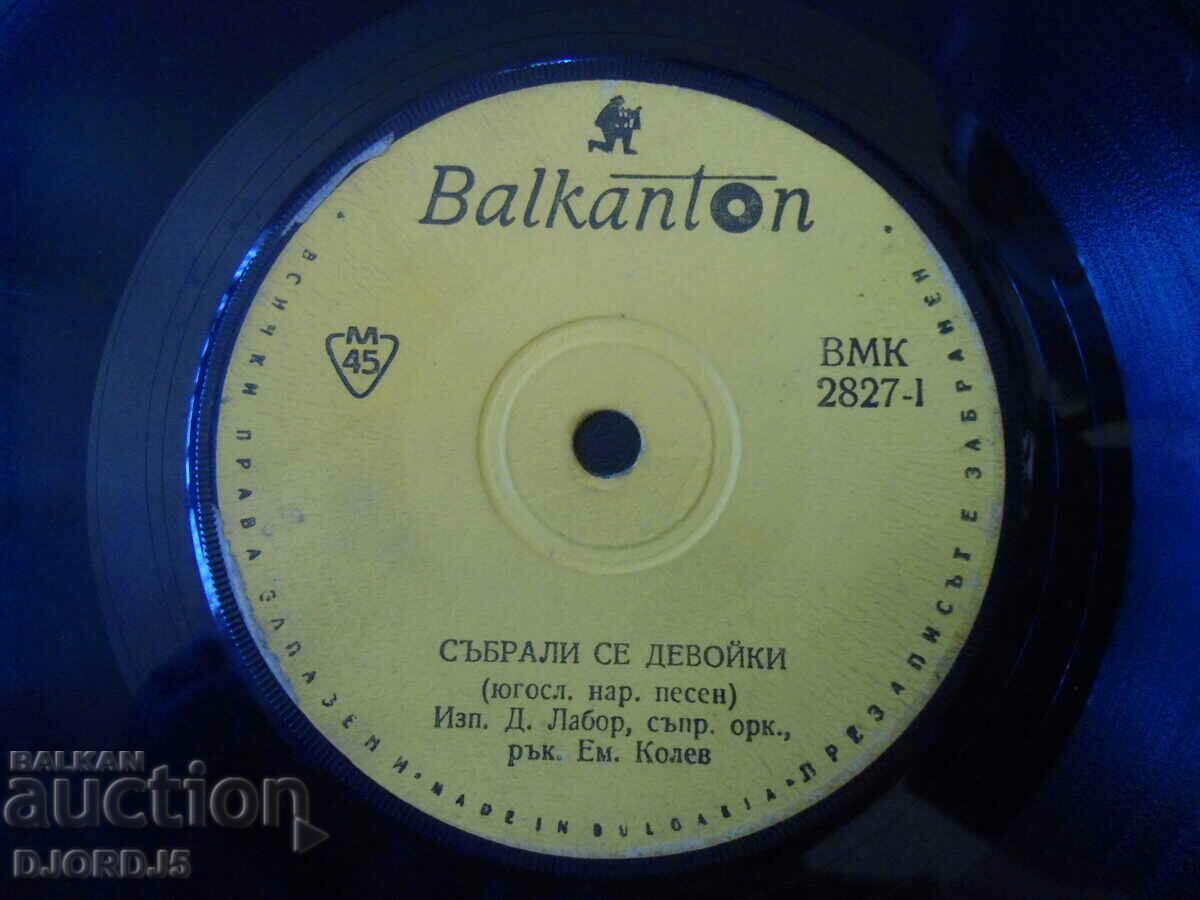 Balkanton
M
45
ВМК
2827-1
СЪБРАЛИ СЕ ДЕВОЙКИ
(югосл. нар. песен)
Изп. Д. Лабор, съпр. орк.,
рък. Ем. Колев
• ВСИЧКИ ПРАВА ЗАПАЗЕНИ • MADE IN BULGARIA • ПРЕЗАПИСЪТ Е ЗАБРАНЕН •
BALKAN
auction
DJORDJ5